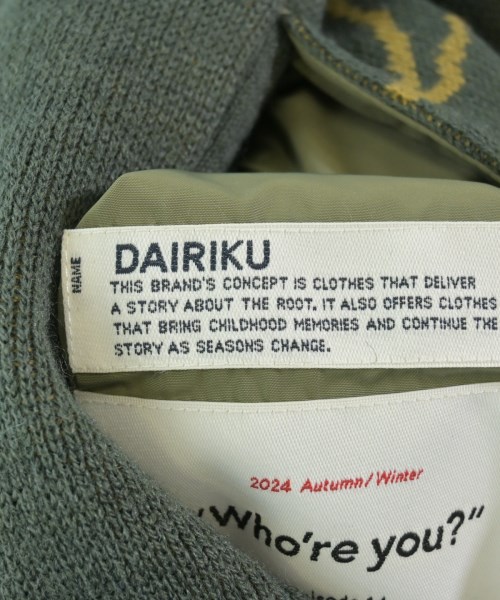 NAME
DAIRIKU
THIS BRAND'S CONCEPT IS CLOTHES THAT DELIVER
A STORY ABOUT THE ROOT. IT ALSO OFFERS CLOTHES
THAT BRING CHILDHOOD MEMORIES AND CONTINUE THE
STORY AS SEASONS CHANGE.
2024 Autumn/Winter
"Who're you?"